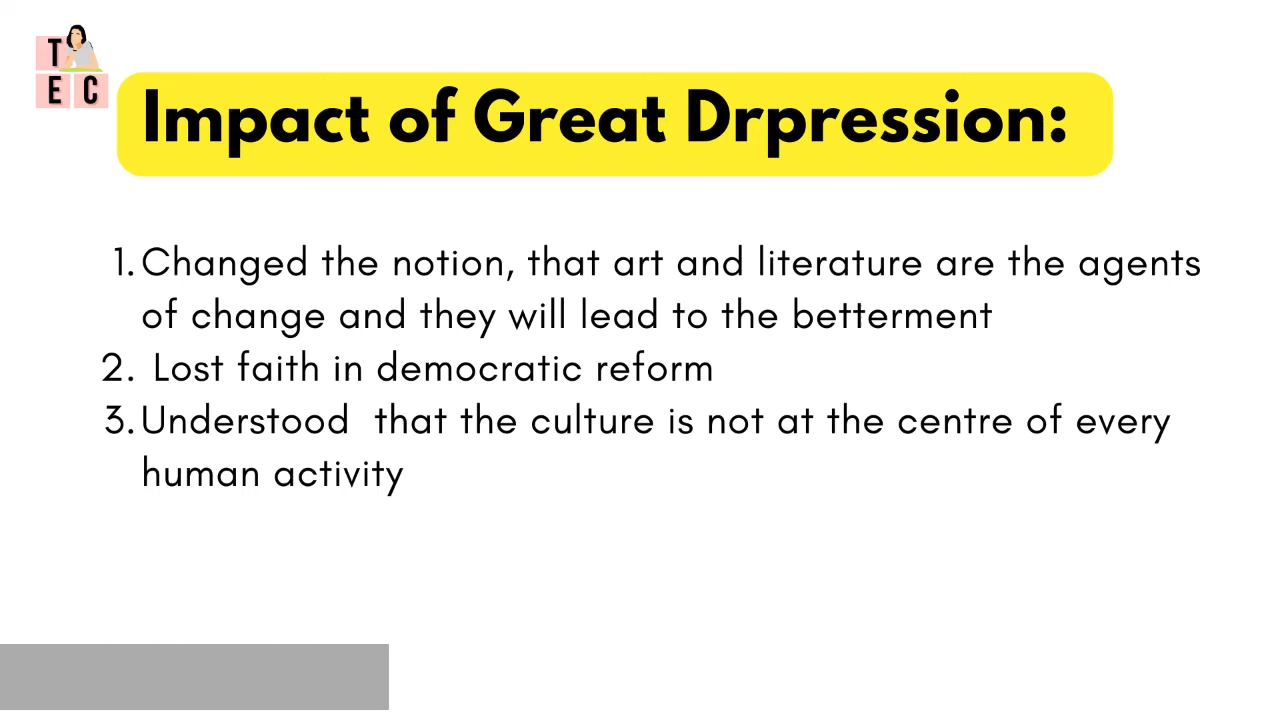 T
E C
Impact of Great Drpression:
1. Changed the notion, that art and literature are the agents
of change and they will lead to the betterment
2. Lost faith in democratic reform
3. Understood that the culture is not at the centre of every
human activity